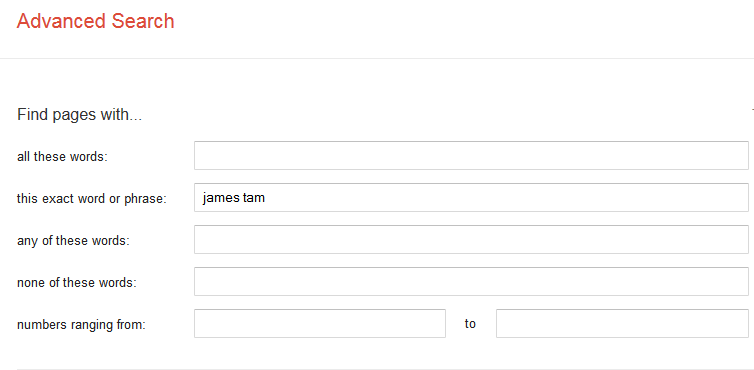 Advanced Search
Find pages with...
all these words:
this exact word or phrase: james tam
any of these words:
none of these words:
numbers ranging from: to